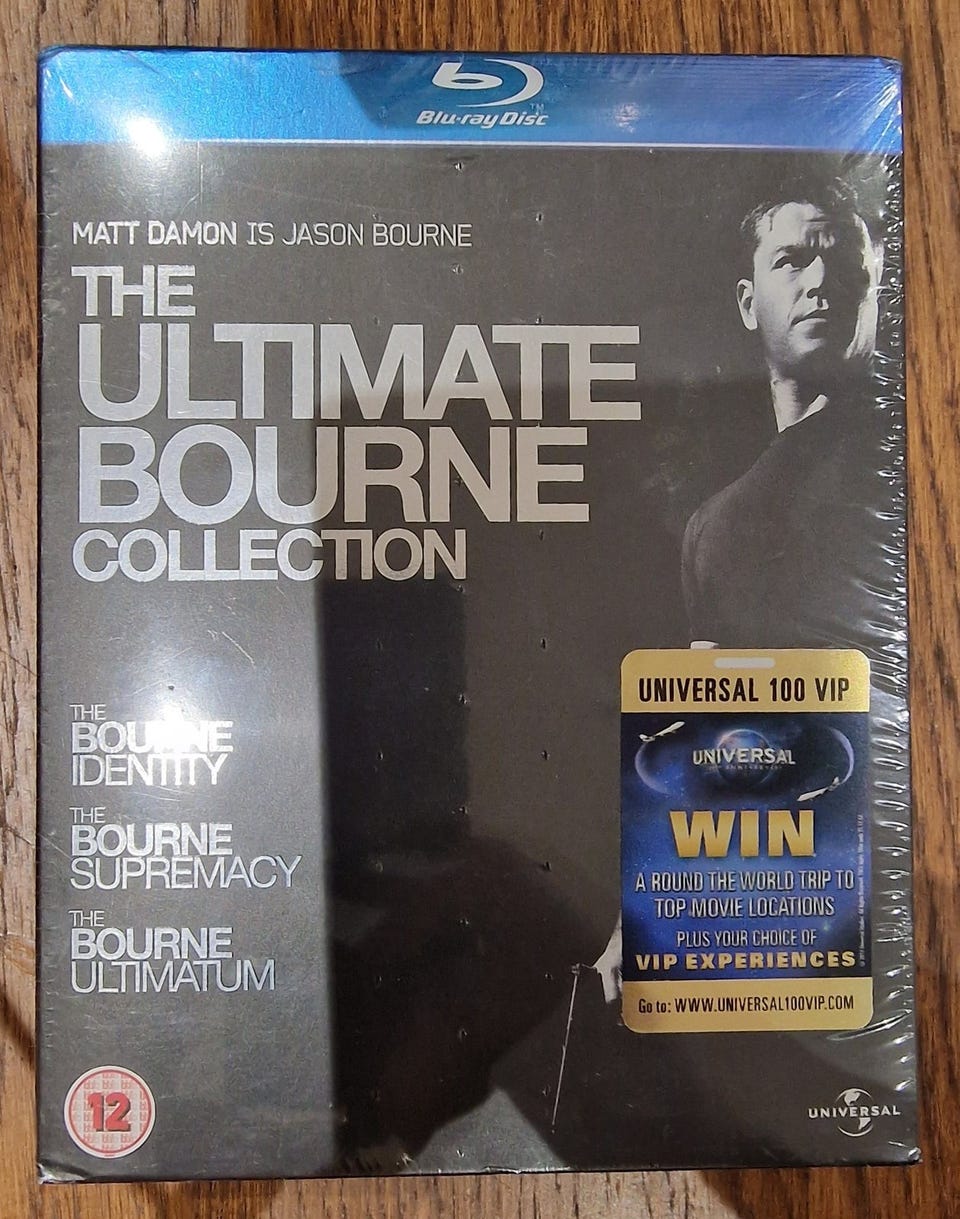 Blu-ray Disc™
MATT DAMON IS JASON BOURNE
THE
ULTIMATE
BOURNE
COLLECTION
THE
BOURNE
IDENTITY
THE
BOURNE
SUPREMACY
THE
BOURNE
ULTIMATUM
12
UNIVERSAL 100 VIP
UNIVERSAL
WIN
A ROUND THE WORLD TRIP TO
TOP MOVIE LOCATIONS
PLUS YOUR CHOICE OF
VIP EXPERIENCES
Go to: WWW.UNIVERSAL100VIP.COM
UNIVERSAL